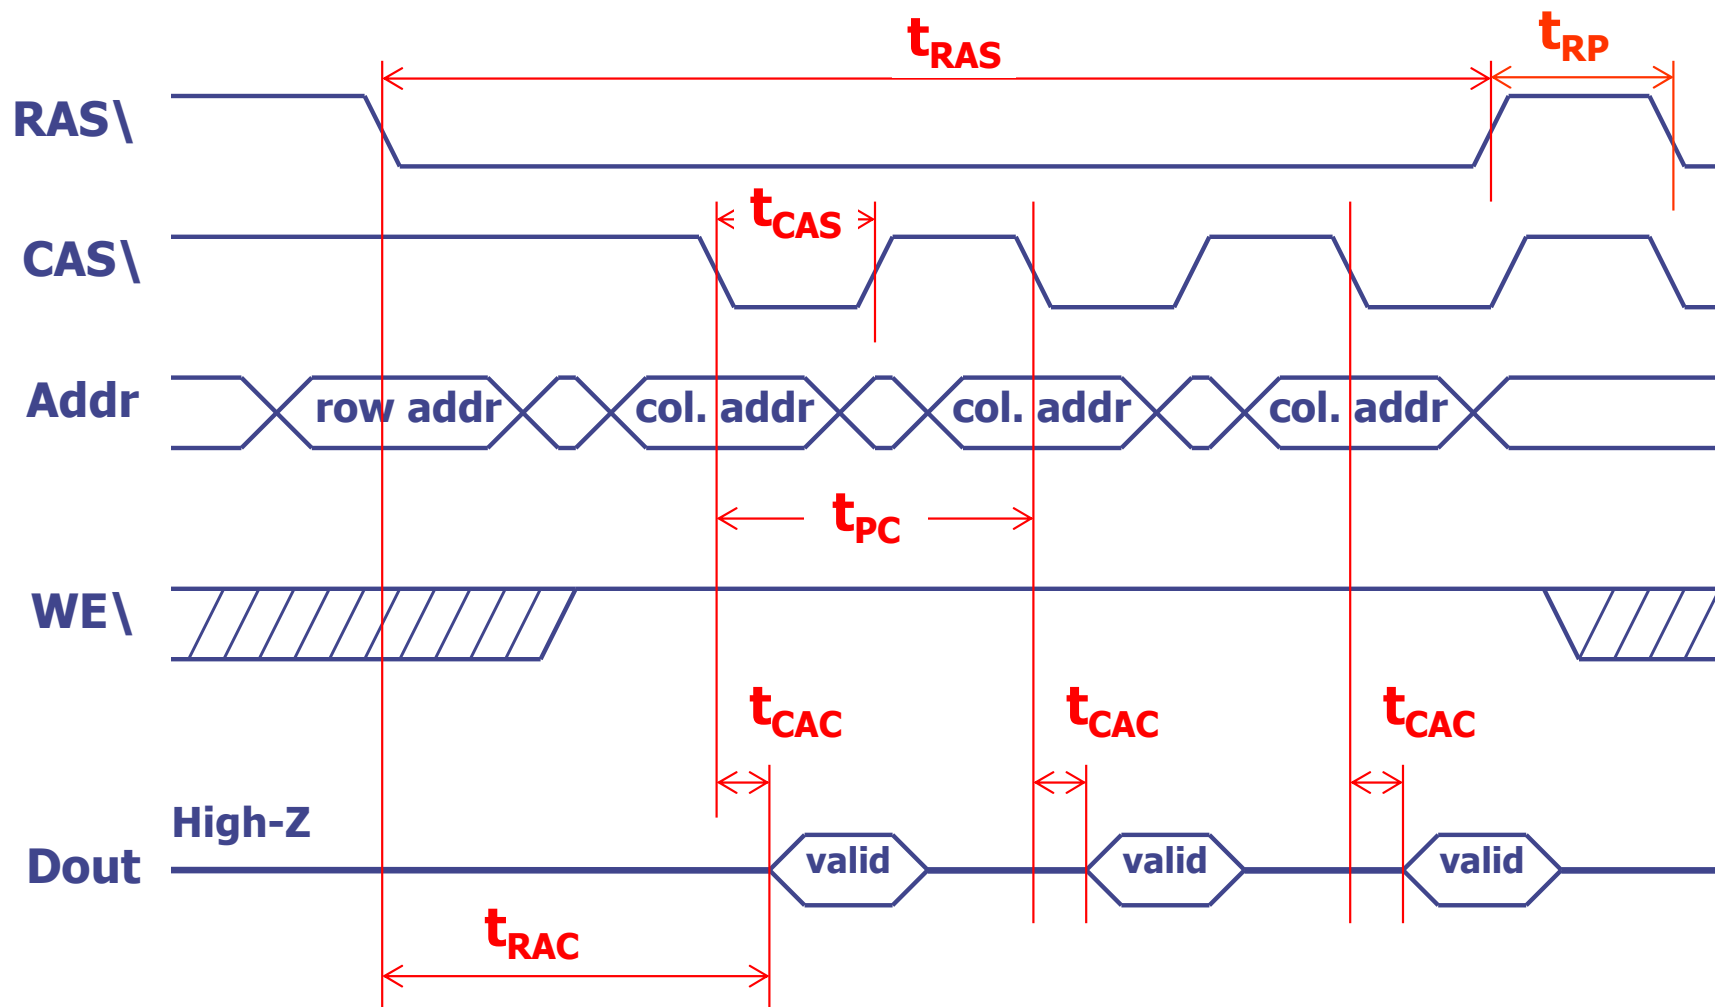 tRAS
tRP
RAS\
tCAS
CAS\
Addr
row addr
col. addr
col. addr
col. addr
tPC
WE\
tCAC
tCAC
tCAC
High-Z
Dout
valid
valid
valid
tRAC